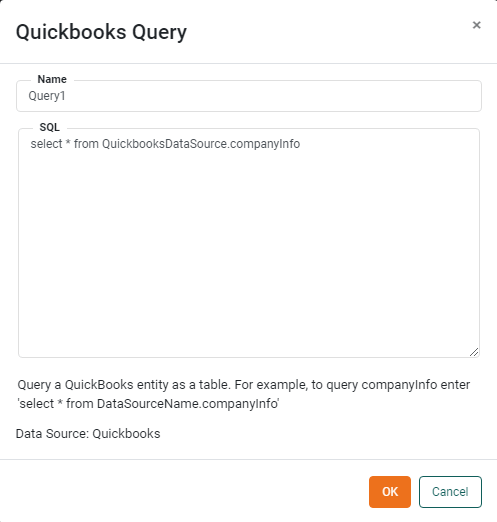 Quickbooks Query
×
Name
Query1
SQL
select * from QuickbooksDataSource.companyInfo
Query a QuickBooks entity as a table. For example, to query companyInfo enter
'select * from DataSourceName.companyInfo'
Data Source: Quickbooks
OK
Cancel